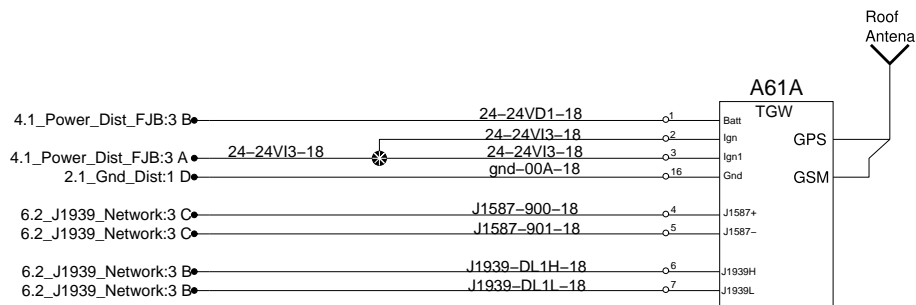 Roof
Antena
A61A
TGW
4.1_Power_Dist_FJB:3 B 24-24VD1-18 1 Batt
24-24VI3-18 2 Ign GPS
4.1_Power_Dist_FJB:3 A 24-24VI3-18 24-24VI3-18 3 Ign1
2.1_Gnd_Dist:1 D gnd-00A-18 16 Gnd GSM
6.2_J1939_Network:3 C J1587-900-18 4 J1587+
6.2_J1939_Network:3 C J1587-901-18 5 J1587-
6.2_J1939_Network:3 B J1939-DL1H-18 6 J1939H
6.2_J1939_Network:3 B J1939-DL1L-18 7 J1939L